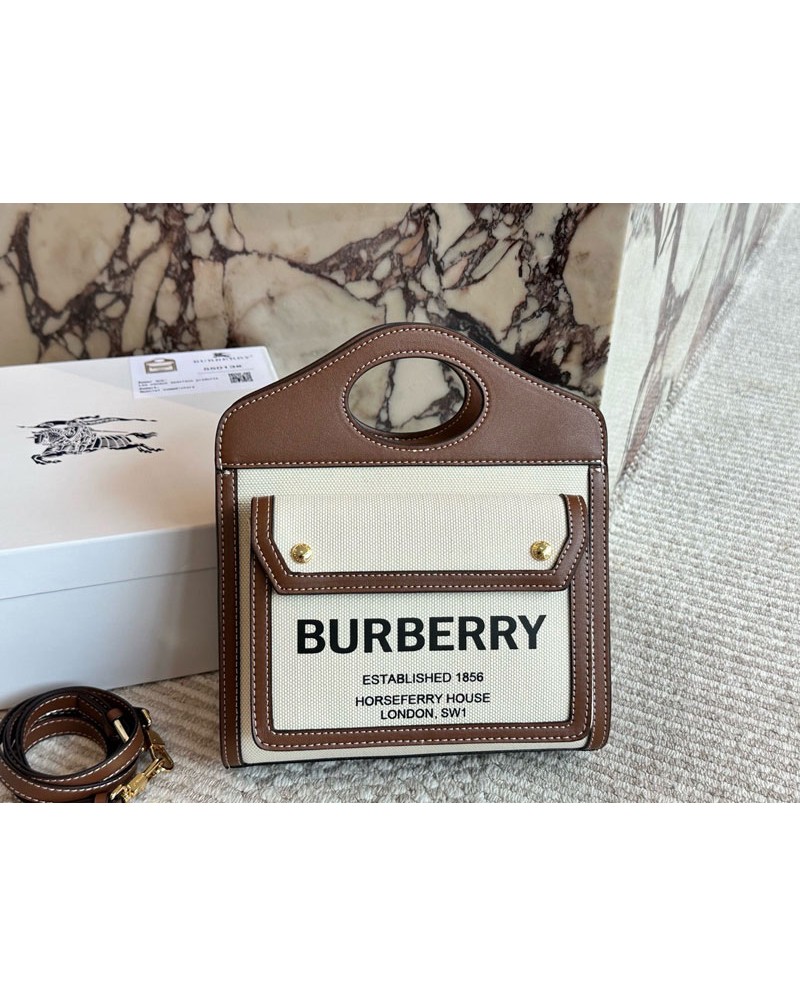 BURBERRY
BURBERRY
ESTABLISHED 1856
HORSEFERRY HOUSE
LONDON, SW1